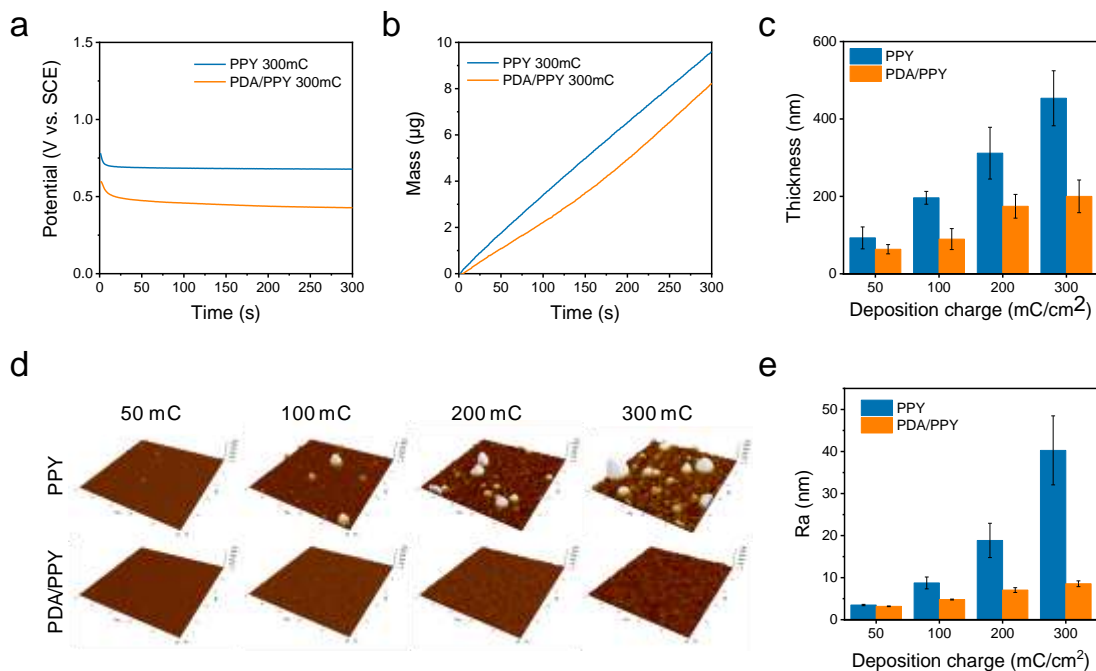 a
1.5
1.0
0.5
0.0
Potential (V vs. SCE)
PPY 300mC
PDA/PPY 300mC
0 50 100 150 200 250 300
Time (s)
b
10
8
6
4
2
0
Mass (µg)
PPY 300mC
PDA/PPY 300mC
0 50 100 150 200 250 300
Time (s)
c
600
400
200
0
Thickness (nm)
PPY
PDA/PPY
50 100 200 300
Deposition charge (mC/cm2)
d
50 mC 100 mC 200 mC 300 mC
PPY
PDA/PPY
e
50
40
30
20
10
0
Ra (nm)
PPY
PDA/PPY
50 100 200 300
Deposition charge (mC/cm²)